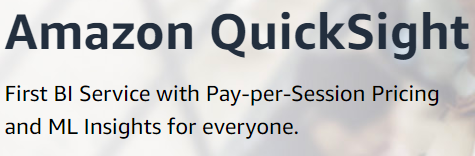 Amazon QuickSight
First BI Service with Pay-per-Session Pricing
and ML Insights for everyone.